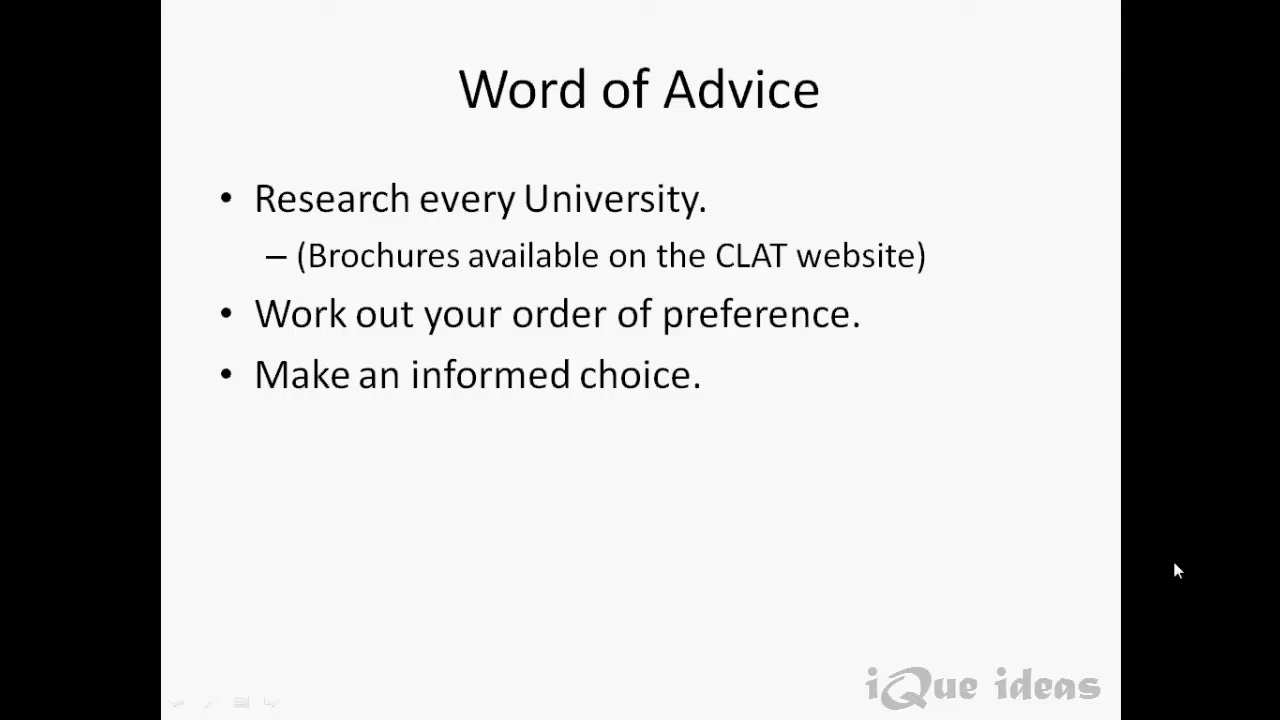 Word of Advice
• Research every University.
– (Brochures available on the CLAT website)
• Work out your order of preference.
• Make an informed choice.
iQue ideas